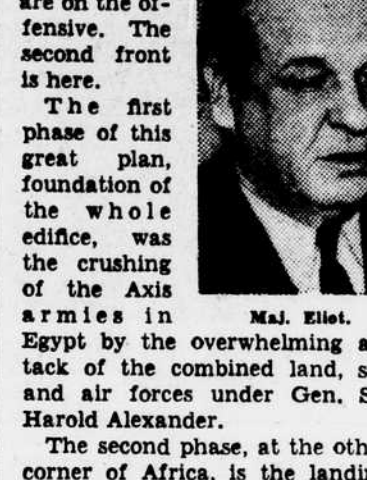 are on the of-
fensive. The
second front
is here.
The first
phase of this
great plan,
foundation of
the whole
edifice, was
the crushing
of the Axis
armies in
Maj. Eliot.
Egypt by the overwhelming a
tack of the combined land, s
and air forces under Gen. S
Harold Alexander.
The second phase, at the oth
corner of Africa, is the landi